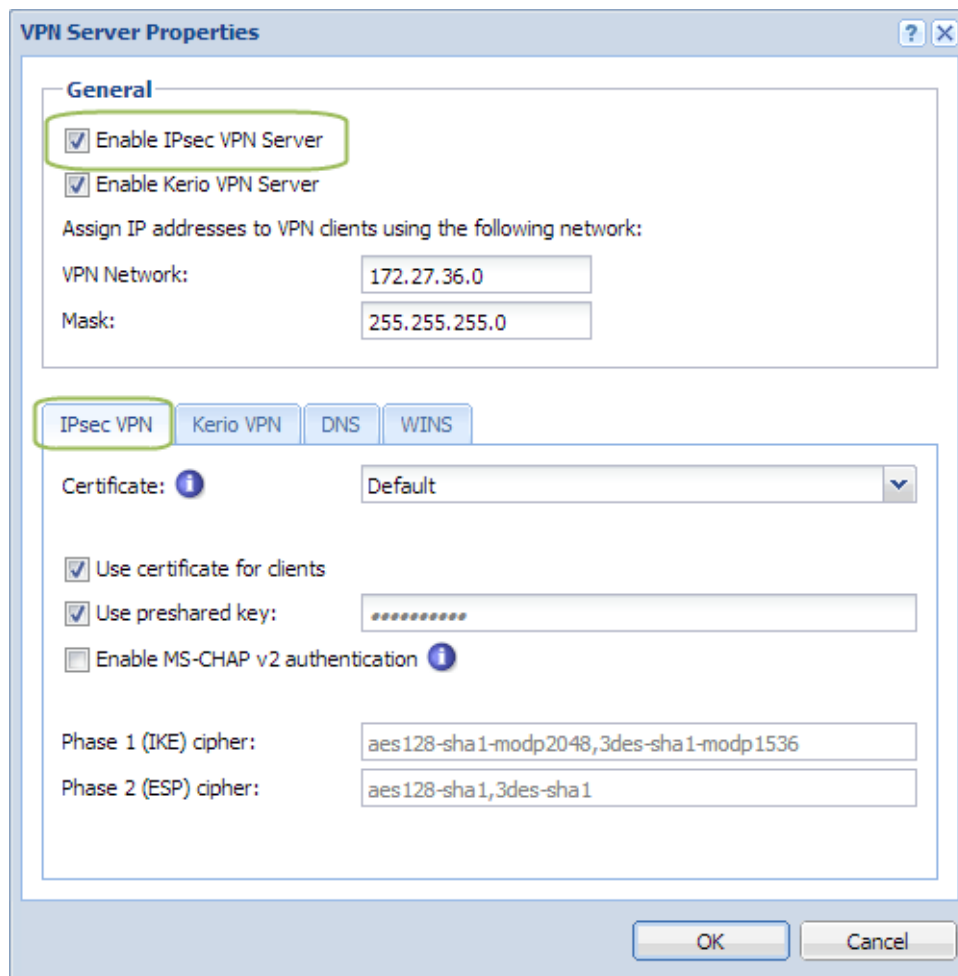 VPN Server Properties
General
Enable IPsec VPN Server
Enable Kerio VPN Server
Assign IP addresses to VPN clients using the following network:
VPN Network: 172.27.36.0
Mask: 255.255.255.0
IPsec VPN Kerio VPN DNS WINS
Certificate: Default
Use certificate for clients
Use preshared key: ••••••••••
Enable MS-CHAP v2 authentication
Phase 1 (IKE) cipher: aes128-sha1-modp2048,3des-sha1-modp1536
Phase 2 (ESP) cipher: aes128-sha1,3des-sha1
OK Cancel